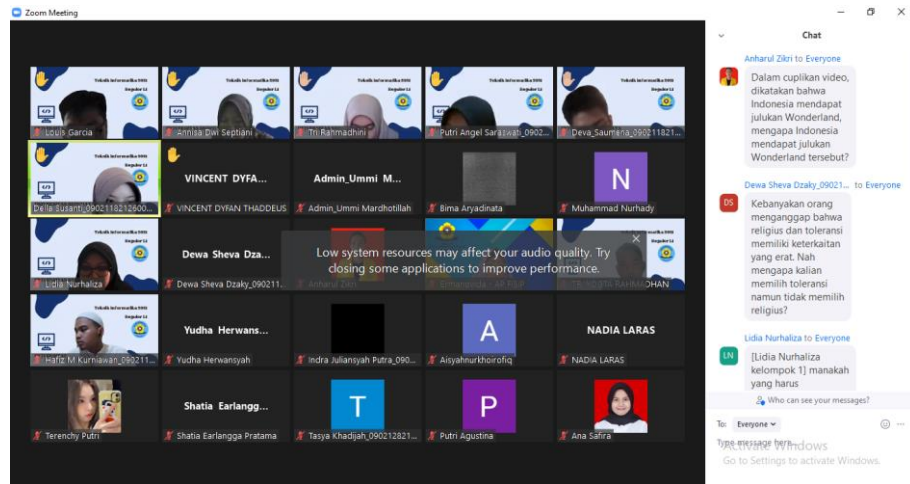 Zoom Meeting
Chat
Louis Garcia
Annisa Dwi Septiani
Tri Rahmadhini
Putri Angel Saraswati_0902...
Deva_Saumena_090211821...
Della Susanti_0902118212600...
VINCENT DYFA...
VINCENT DYFAN THADDEUS
Admin_Ummi M...
Admin_Ummi Mardhotillah
Bima Aryadinata
N
Muhammad Nurhady
Lidia Nurhaliza
Dewa Sheva Dza...
Dewa Sheva Dzaky_090211...
Low system resources may affect your audio quality. Try
closing some applications to improve performance.
Hafiz M Kurniawan_090211...
Yudha Herwans...
Yudha Herwansyah
Indra Juliansyah Putra_090...
A
Aisyahnurkhoirofiq
NADIA LARAS
NADIA LARAS
Terenchy Putri
Shatia Earlangg...
Shatia Earlangga Pratama
T
Tasya Khadijah_090212821...
P
Putri Agustina
Ana Safira
Anharul Zikri to Everyone
Dalam cuplikan video,
dikatakan bahwa
Indonesia mendapat
julukan Wonderland,
mengapa Indonesia
mendapat julukan
Wonderland tersebut?
Dewa Sheva Dzaky_09021... to Everyone
DS
Kebanyakan orang
menganggap bahwa
religius dan toleransi
memiliki keterkaitan
yang erat. Nah
mengapa kalian
memilih toleransi
namun tidak memilih
religius?
Lidia Nurhaliza to Everyone
LN
[Lidia Nurhaliza
kelompok 1] manakah
yang harus
Who can see your messages?
To: Everyone
Type message here...
Activate Windows
Go to Settings to activate Windows.